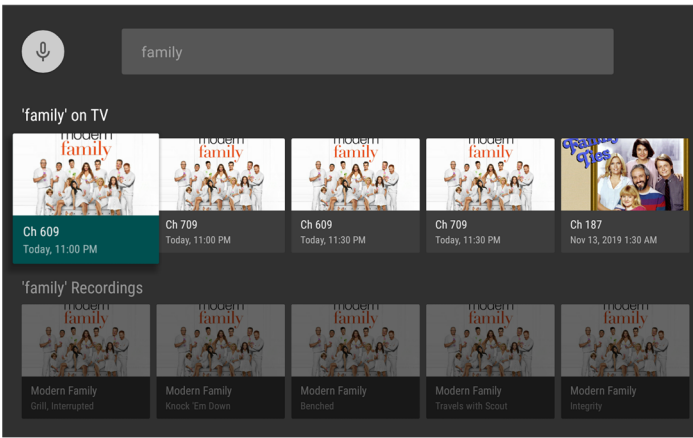 family
'family' on TV
modern
family
Ch 609
Today, 11:00 PM
modern
family
Ch 709
Today, 11:00 PM
modern
family
Ch 609
Today, 11:30 PM
modern
family
Ch 709
Today, 11:30 PM
Family
Ties
Ch 187
Nov 13, 2019 1:30 AM
'family' Recordings
modern
family
Modern Family
Grill, Interrupted
modern
family
Modern Family
Knock 'Em Down
modern
family
Modern Family
Benched
modern
family
Modern Family
Travels with Scout
modern
family
Modern Family
Integrity